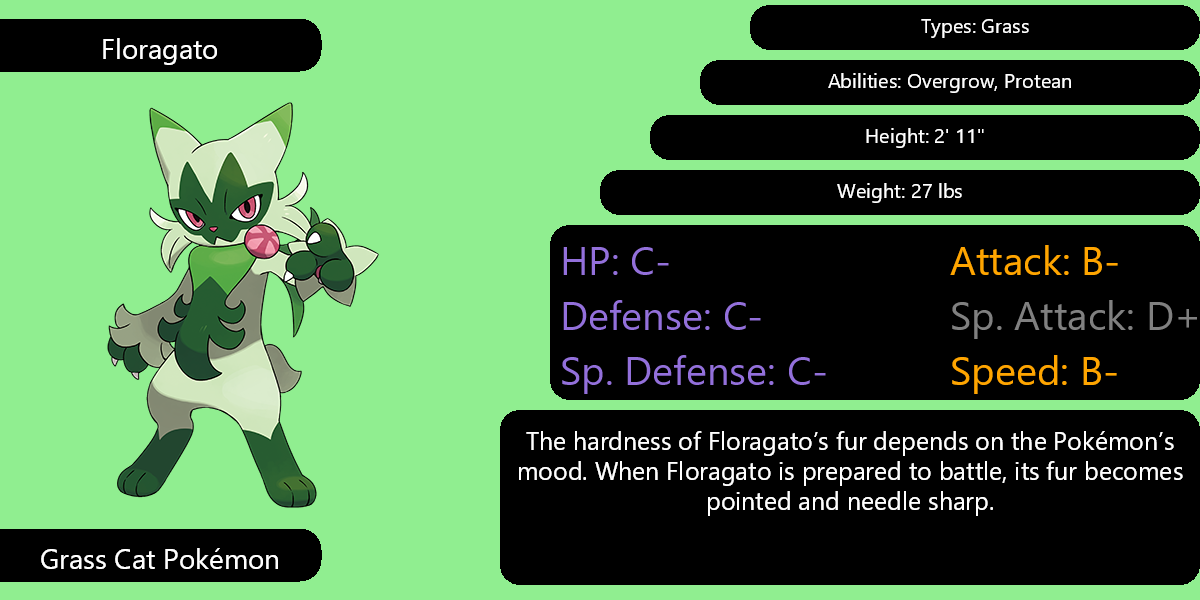 Floragato
Types: Grass
Abilities: Overgrow, Protean
Height: 2' 11"
Weight: 27 lbs
HP: C-
Attack: B-
Defense: C-
Sp. Attack: D+
Sp. Defense: C-
Speed: B-
The hardness of Floragato’s fur depends on the Pokémon’s
mood. When Floragato is prepared to battle, its fur becomes
pointed and needle sharp.
Grass Cat Pokémon